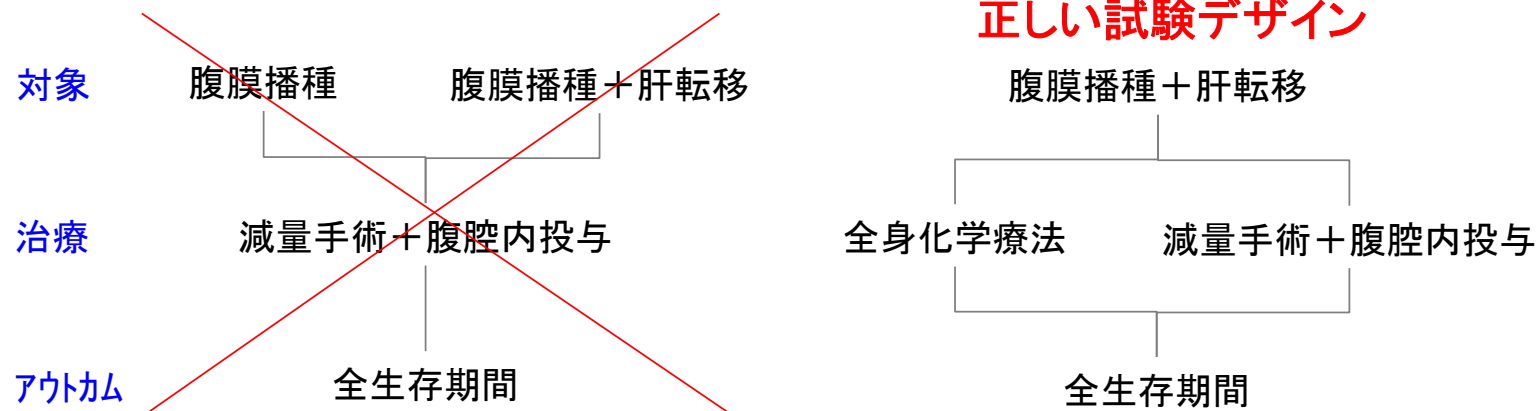 正しい試験デザイン
対象 腹膜播種 腹膜播種＋肝転移 腹膜播種＋肝転移
治療 減量手術＋腹腔内投与 全身化学療法 減量手術＋腹腔内投与
アウトカム 全生存期間 全生存期間